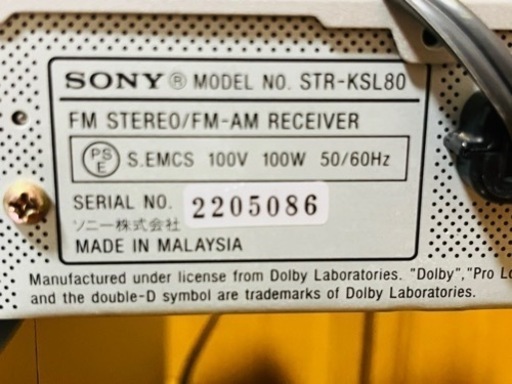 SONY® MODEL NO. STR-KSL80
FM STEREO/FM-AM RECEIVER
PS E S.EMCS 100V 100W 50/60Hz
SERIAL NO. 2205086
ソニー株式会社
MADE IN MALAYSIA
Manufactured under license from Dolby Laboratories. "Dolby", "Pro Lo
and the double-D symbol are trademarks of Dolby Laboratories.